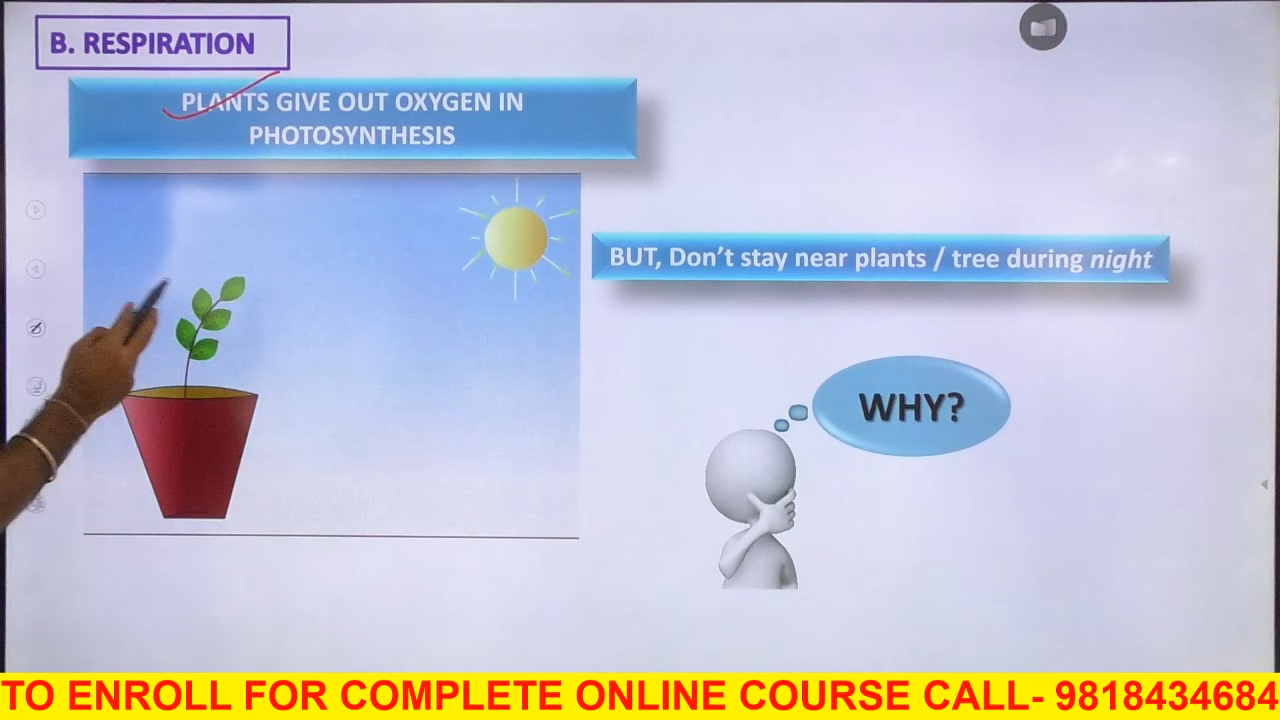 B. RESPIRATION
PLANTS GIVE OUT OXYGEN IN
PHOTOSYNTHESIS
BUT, Don't stay near plants / tree during night
WHY?
TO ENROLL FOR COMPLETE ONLINE COURSE CALL- 9818434684